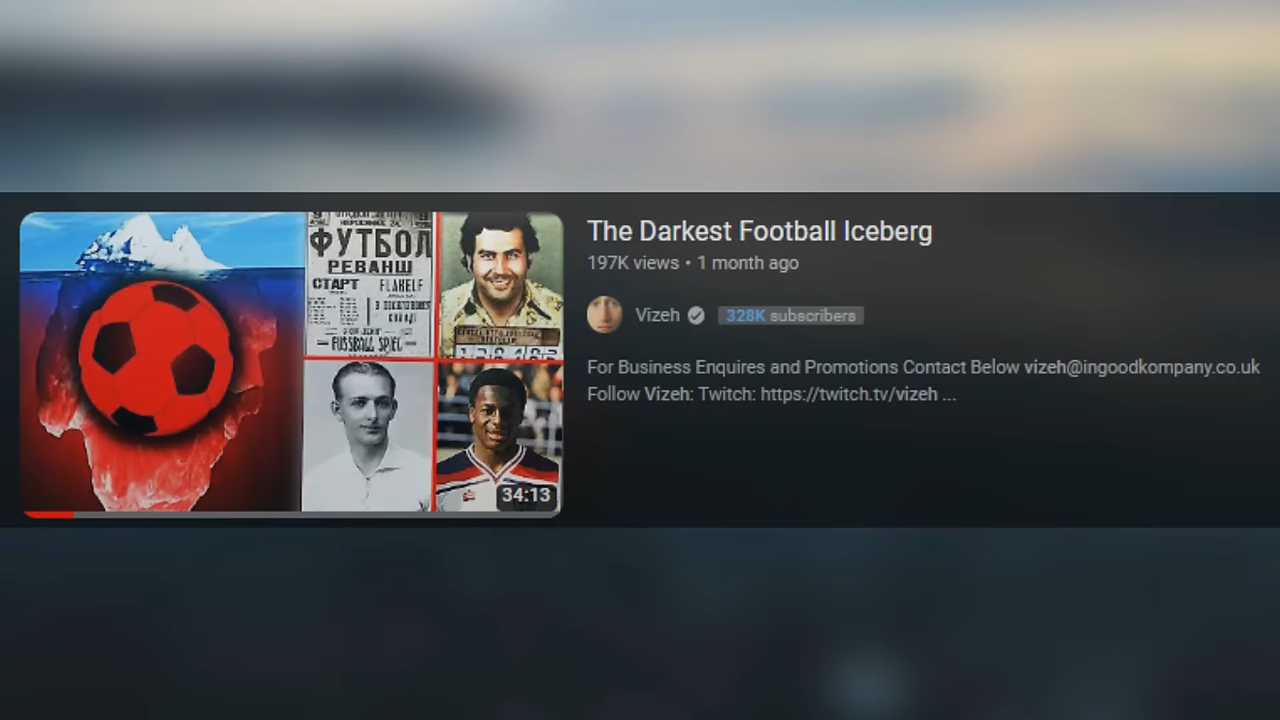 ФУТБОЛ
РЕВАНШ
СТАРТ FLAKELF
FUSSBALL SPIEL
34:13
The Darkest Football Iceberg
197K views • 1 month ago
Vizeh
328K subscribers
For Business Enquires and Promotions Contact Below vizeh@ingoodkompany.co.uk
Follow Vizeh: Twitch: https://twitch.tv/vizeh ...